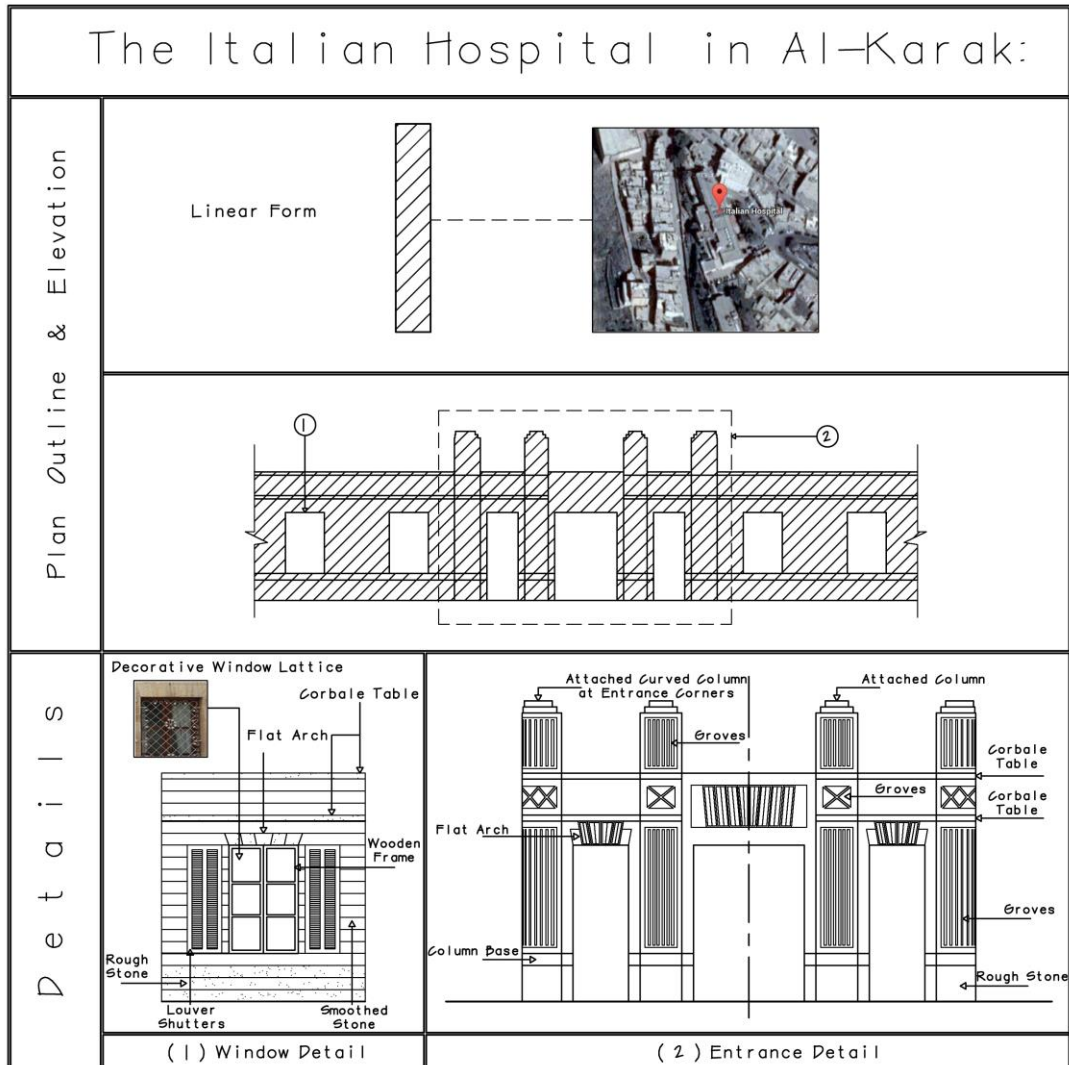 The Italian Hospital in Al-Karak:
Plan Outline & Elevation
Linear Form
Italian Hospital
1
2
Details
Decorative Window Lattice
Corbale Table
Flat Arch
Wooden
Frame
Rough
Stone
Louver
Shutters
Smoothed
Stone
(1) Window Detail
Attached Curved Column
at Entrance Corners
Attached Column
Groves
Corbale
Table
Groves
Corbale
Table
Flat Arch
Groves
Column Base
Rough Stone
(2) Entrance Detail